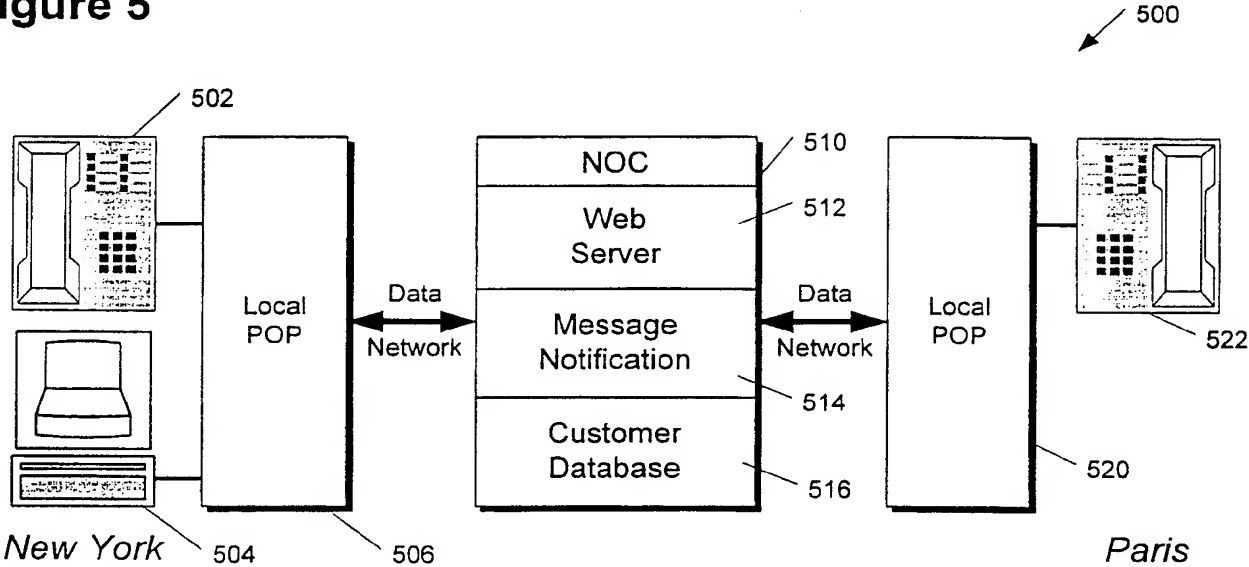 igure 5
500
502
510
NOC
Web
Server
512
Local
POP
Data
Network
Message
Notification
514
Data
Network
Local
POP
522
Customer
Database
516
520
New York
504
506
Paris